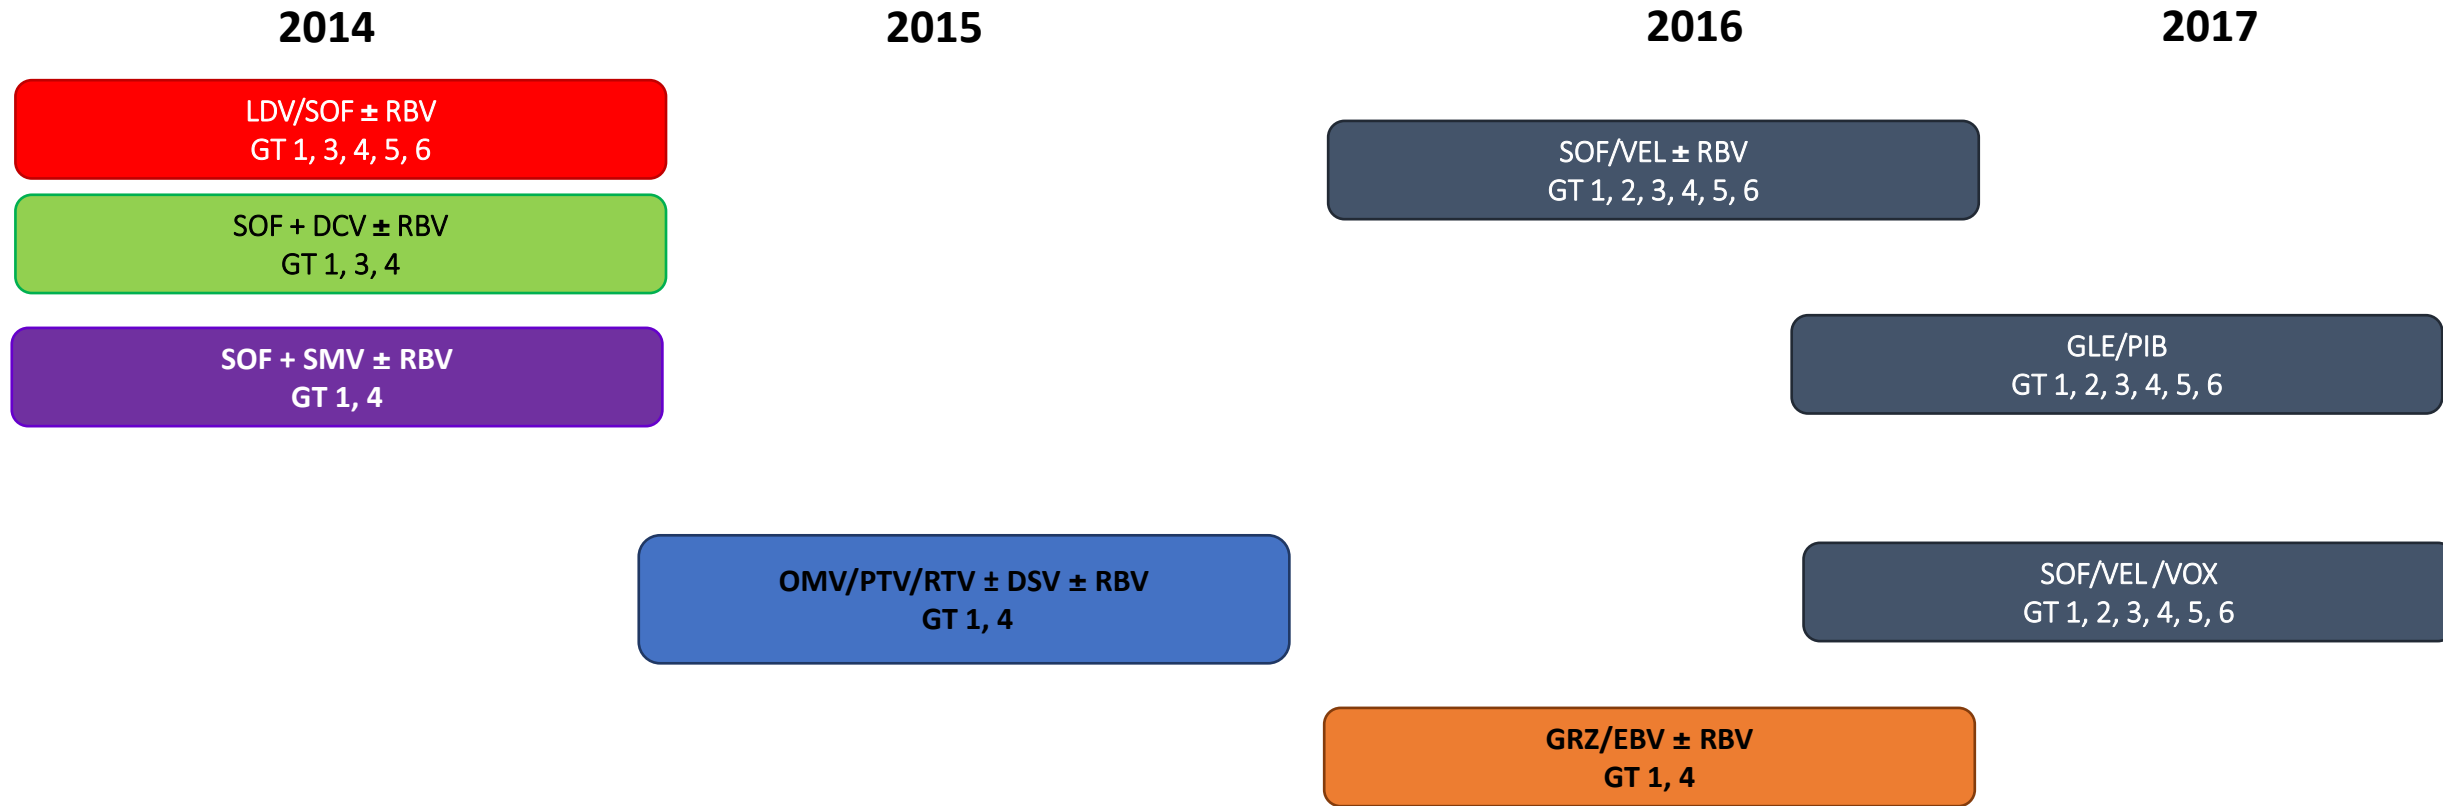 2014
2015
2016
2017
LDV/SOF ± RBV
GT 1, 3, 4, 5, 6
SOF + DCV ± RBV
GT 1, 3, 4
SOF + SMV ± RBV
GT 1, 4
OMV/PTV/RTV ± DSV ± RBV
GT 1, 4
SOF/VEL ± RBV
GT 1, 2, 3, 4, 5, 6
GRZ/EBV ± RBV
GT 1, 4
GLE/PIB
GT 1, 2, 3, 4, 5, 6
SOF/VEL /VOX
GT 1, 2, 3, 4, 5, 6